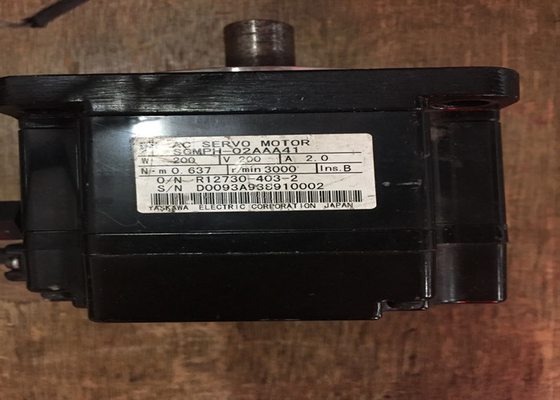 AC SERVO MOTOR
SGMPH-02AAA41
W 200 V 200 A 2.0
N-m 0.637 r/min 3000 Ins.B
O/N R12730-403-2
S/N D0093A938910002
YASKAWA ELECTRIC CORPORATION JAPAN